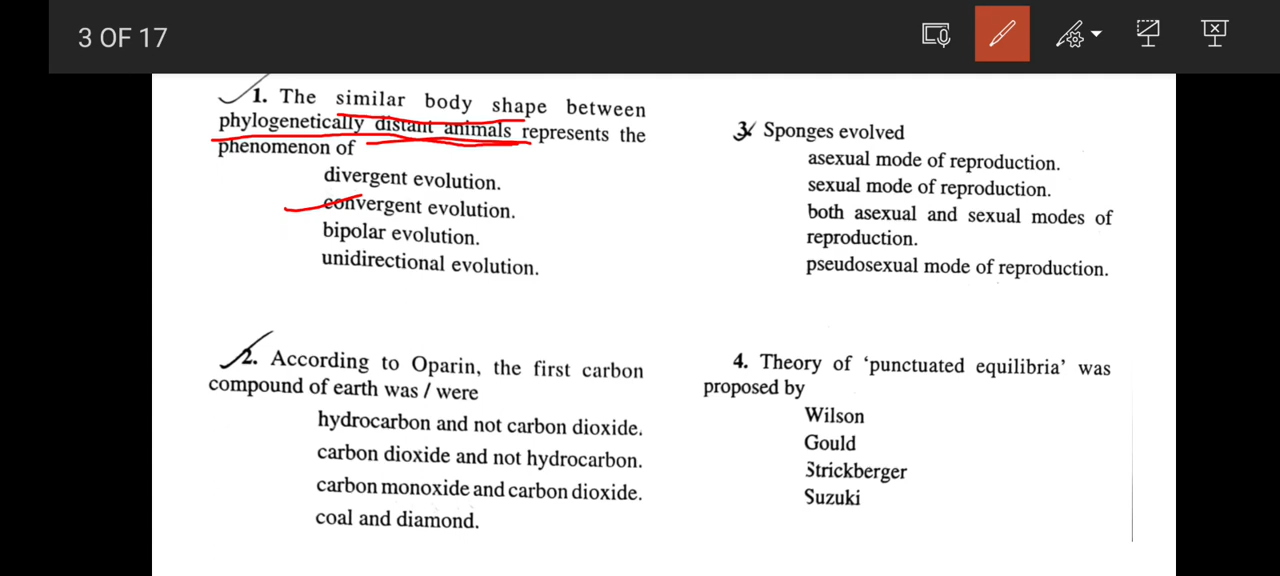 3 OF 17
1. The similar body shape between
phylogenetically distant animals represents the
phenomenon of
divergent evolution.
convergent evolution.
bipolar evolution.
unidirectional evolution.
2. According to Oparin, the first carbon
compound of earth was / were
hydrocarbon and not carbon dioxide.
carbon dioxide and not hydrocarbon.
carbon monoxide and carbon dioxide.
coal and diamond.
3. Sponges evolved
asexual mode of reproduction.
sexual mode of reproduction.
both asexual and sexual modes of
reproduction.
pseudosexual mode of reproduction.
4. Theory of ‘punctuated equilibria’ was
proposed by
Wilson
Gould
Strickberger
Suzuki